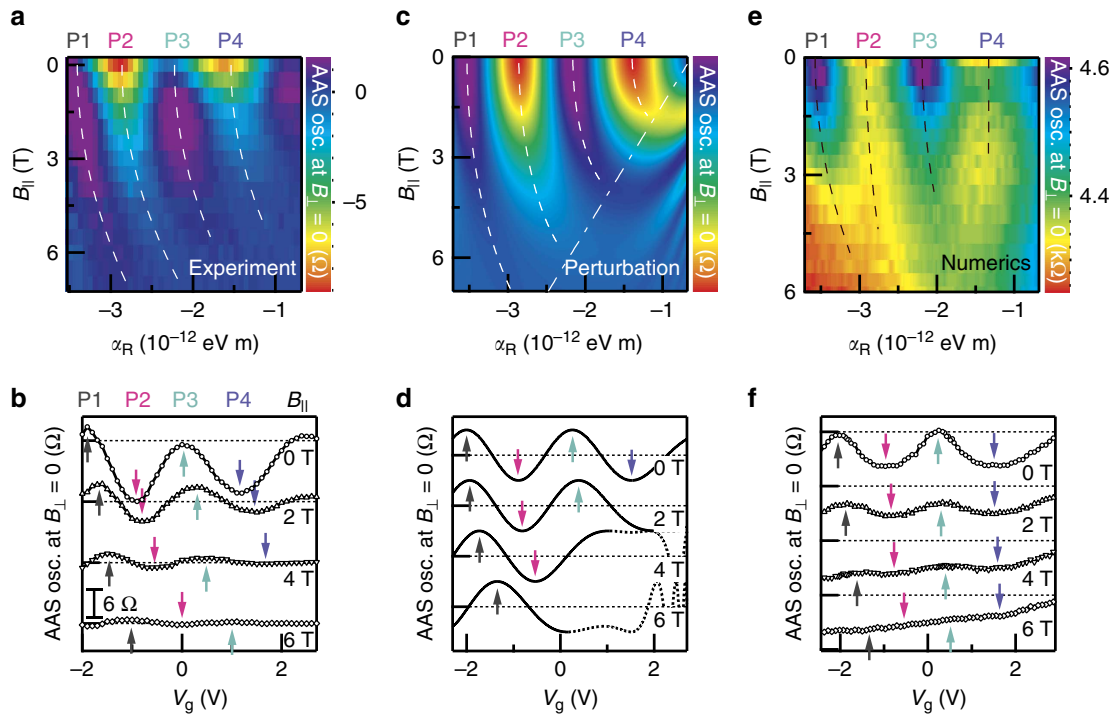 a
P1 P2 P3 P4
0
3
6
B|| (T)
−3 −2 −1
αR (10−12 eV m)
Experiment
0
−5
AAS osc. at B⊥ = 0 (Ω)
c
P1 P2 P3 P4
0
3
6
B|| (T)
−3 −2 −1
αR (10−12 eV m)
Perturbation
AAS osc. at B⊥ = 0 (Ω)
e
P1 P2 P3 P4
0
3
6
B|| (T)
−3 −2 −1
αR (10−12 eV m)
Numerics
4.6
4.4
AAS osc. at B⊥ = 0 (kΩ)
b
P1 P2 P3 P4 B||
0 T
2 T
4 T
6 T
6 Ω
AAS osc. at B⊥ = 0 (Ω)
−2 0 2
Vg (V)
d
0 T
2 T
4 T
6 T
AAS osc. at B⊥ = 0 (Ω)
−2 0 2
Vg (V)
f
0 T
2 T
4 T
6 T
AAS osc. at B⊥ = 0 (Ω)
−2 0 2
Vg (V)